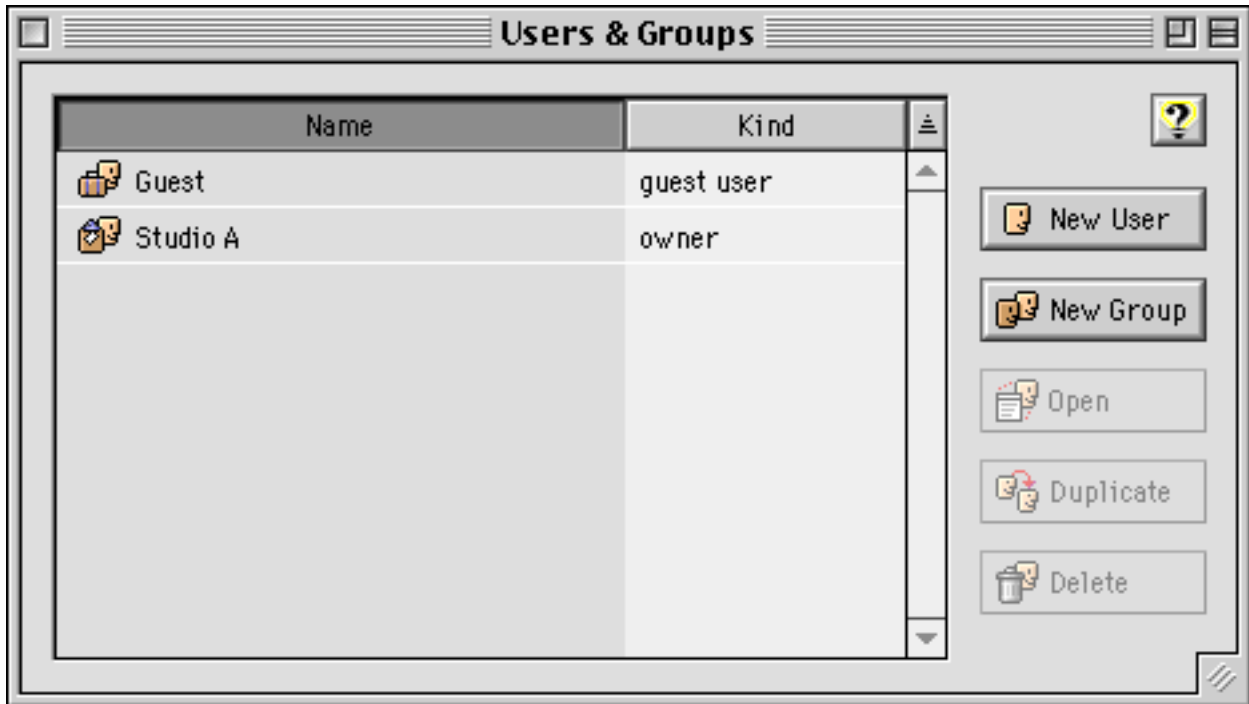 Users & Groups
Name Kind
Guest guest user
Studio A owner
New User
New Group
Open
Duplicate
Delete